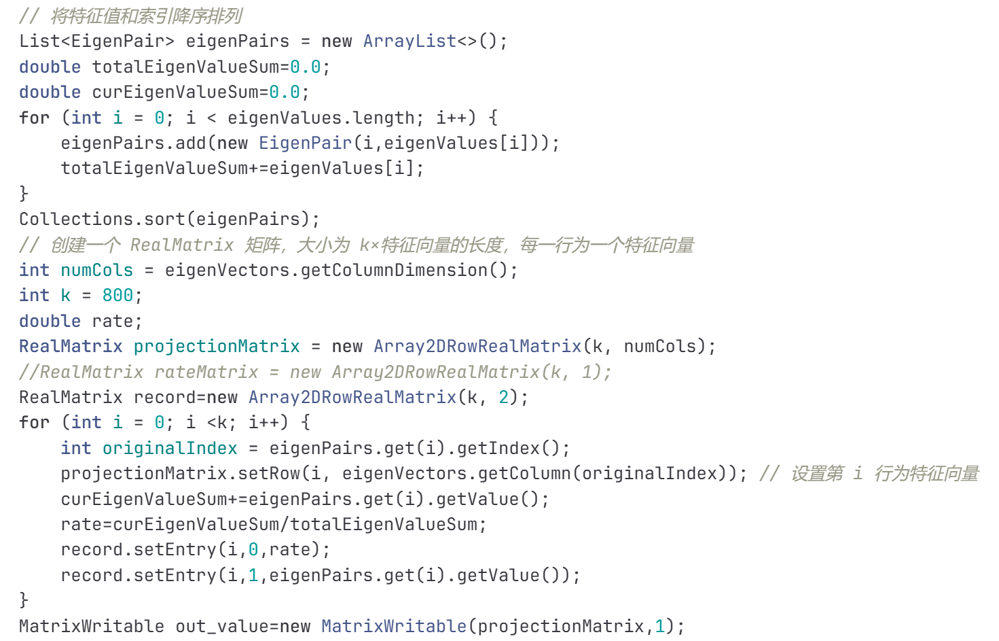 // 将特征值和索引降序排列
List<EigenPair> eigenPairs = new ArrayList<>();
double totalEigenValueSum=0.0;
double curEigenValueSum=0.0;
for (int i = 0; i < eigenValues.length; i++) {
    eigenPairs.add(new EigenPair(i,eigenValues[i]));
    totalEigenValueSum+=eigenValues[i];
}
Collections.sort(eigenPairs);
// 创建一个 RealMatrix 矩阵，大小为 k×特征向量的长度，每一行为一个特征向量
int numCols = eigenVectors.getColumnDimension();
int k = 800;
double rate;
RealMatrix projectionMatrix = new Array2DRowRealMatrix(k, numCols);
//RealMatrix rateMatrix = new Array2DRowRealMatrix(k, 1);
RealMatrix record=new Array2DRowRealMatrix(k, 2);
for (int i = 0; i <k; i++) {
    int originalIndex = eigenPairs.get(i).getIndex();
    projectionMatrix.setRow(i, eigenVectors.getColumn(originalIndex)); // 设置第 i 行为特征向量
    curEigenValueSum+=eigenPairs.get(i).getValue();
    rate=curEigenValueSum/totalEigenValueSum;
    record.setEntry(i,0,rate);
    record.setEntry(i,1,eigenPairs.get(i).getValue());
}
MatrixWritable out_value=new MatrixWritable(projectionMatrix,1);